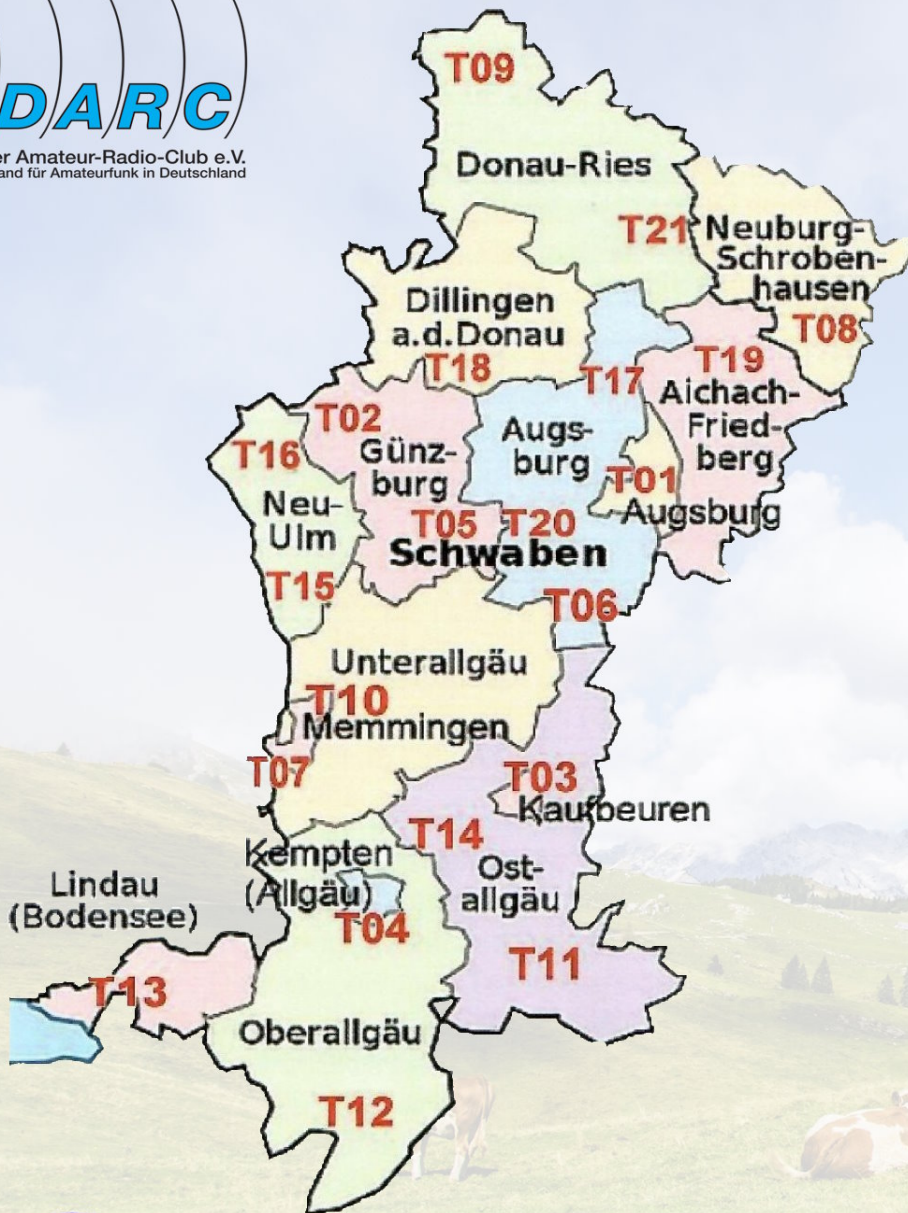 DARC
er Amateur-Radio-Club e.V.
and für Amateurfunk in Deutschland
T09
Donau-Ries
T21
Neuburg-
Schroben-
hausen
T08
Dillingen
a.d.Donau
T18
T17
T19
Aichach-
Fried-
berg
T02
Günz-
burg
T05
Augs-
burg
T01
Augsburg
T16
Neu-
Ulm
T15
T20
Schwaben
T06
Unterallgäu
T10
Memmingen
T07
T03
Kaufbeuren
T14
Ost-
allgäu
T11
Kempten
(Allgäu)
T04
Lindau
(Bodensee)
T13
Oberallgäu
T12